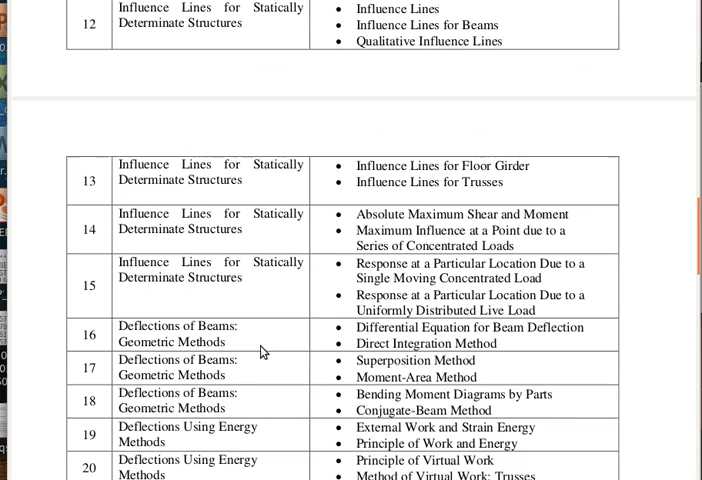 12
Influence Lines for Statically
Determinate Structures
• Influence Lines
• Influence Lines for Beams
• Qualitative Influence Lines
13
Influence Lines for Statically
Determinate Structures
• Influence Lines for Floor Girder
• Influence Lines for Trusses
14
Influence Lines for Statically
Determinate Structures
• Absolute Maximum Shear and Moment
• Maximum Influence at a Point due to a
Series of Concentrated Loads
15
Influence Lines for Statically
Determinate Structures
• Response at a Particular Location Due to a
Single Moving Concentrated Load
• Response at a Particular Location Due to a
Uniformly Distributed Live Load
16
Deflections of Beams:
Geometric Methods
• Differential Equation for Beam Deflection
• Direct Integration Method
17
Deflections of Beams:
Geometric Methods
• Superposition Method
• Moment-Area Method
18
Deflections of Beams:
Geometric Methods
• Bending Moment Diagrams by Parts
• Conjugate-Beam Method
19
Deflections Using Energy
Methods
• External Work and Strain Energy
• Principle of Work and Energy
20
Deflections Using Energy
Methods
• Principle of Virtual Work
• Method of Virtual Work: Trusses